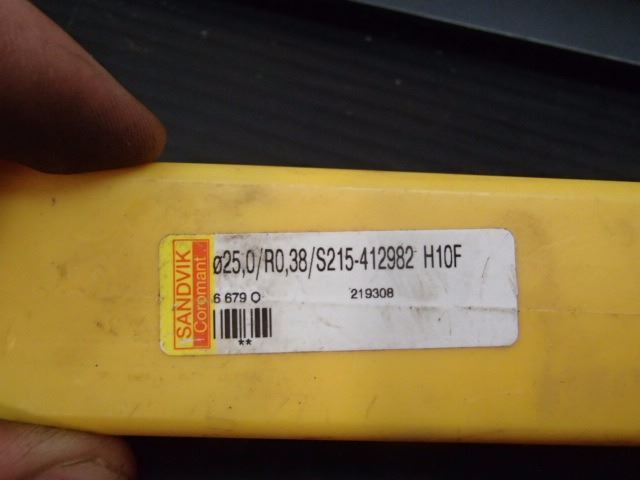 SANDVIK
Coromant
ø25,0/R0,38/S215-412982 H10F
6 679 O
219308
**